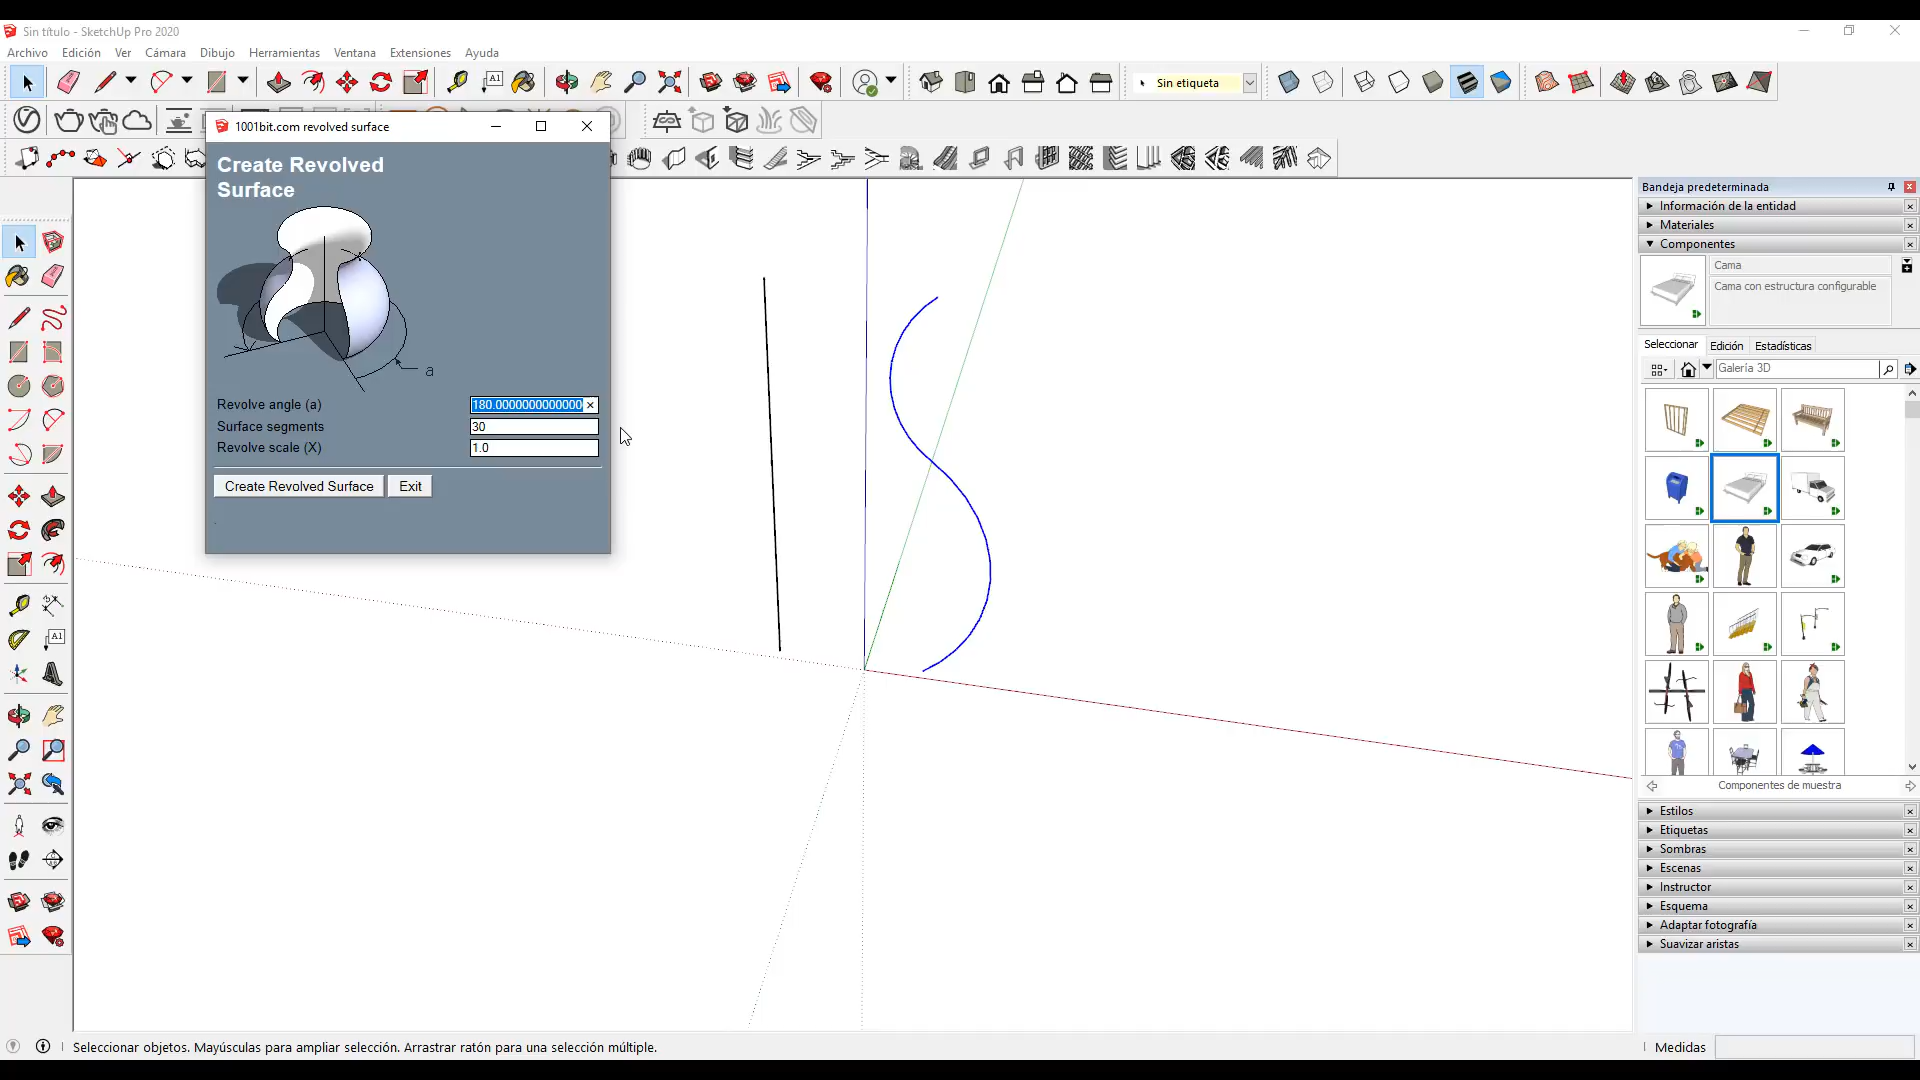 Sin título - SketchUp Pro 2020
Archivo Edición Ver Cámara Dibujo Herramientas Ventana Extensiones Ayuda
A1
Sin etiqueta
1001bit.com revolved surface
Create Revolved
Surface
a
Revolve angle (a) 180.0000000000000
Surface segments 30
Revolve scale (X) 1.0
Create Revolved Surface Exit
A1
Bandeja predeterminada
Información de la entidad
Materiales
Componentes
Cama
Cama con estructura configurable
Seleccionar Edición Estadísticas
Galería 3D
Componentes de muestra
Estilos
Etiquetas
Sombras
Escenas
Instructor
Esquema
Adaptar fotografía
Suavizar aristas
Seleccionar objetos. Mayúsculas para ampliar selección. Arrastrar ratón para una selección múltiple.
Medidas